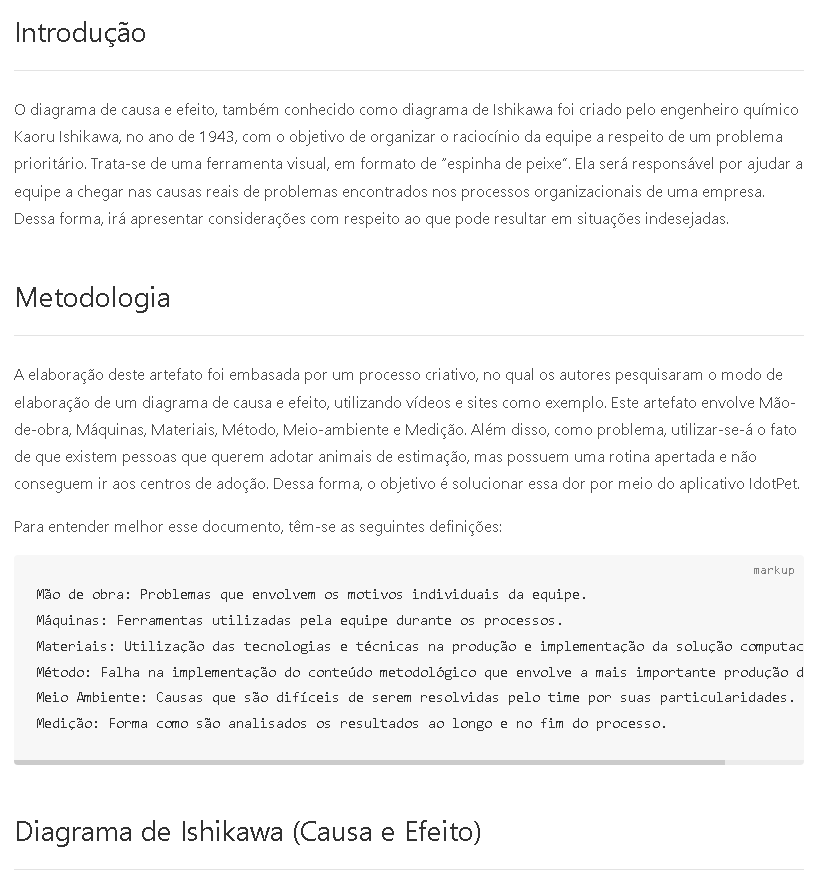 Introdução
O diagrama de causa e efeito, também conhecido como diagrama de Ishikawa foi criado pelo engenheiro químico
Kaoru Ishikawa, no ano de 1943, com o objetivo de organizar o raciocínio da equipe a respeito de um problema
prioritário. Trata-se de uma ferramenta visual, em formato de "espinha de peixe". Ela será responsável por ajudar a
equipe a chegar nas causas reais de problemas encontrados nos processos organizacionais de uma empresa.
Dessa forma, irá apresentar considerações com respeito ao que pode resultar em situações indesejadas.
Metodologia
A elaboração deste artefato foi embasada por um processo criativo, no qual os autores pesquisaram o modo de
elaboração de um diagrama de causa e efeito, utilizando vídeos e sites como exemplo. Este artefato envolve Mão-
de-obra, Máquinas, Materiais, Método, Meio-ambiente e Medição. Além disso, como problema, utilizar-se-á o fato
de que existem pessoas que querem adotar animais de estimação, mas possuem uma rotina apertada e não
conseguem ir aos centros de adoção. Dessa forma, o objetivo é solucionar essa dor por meio do aplicativo IdotPet.
Para entender melhor esse documento, têm-se as seguintes definições:
markup
Mão de obra: Problemas que envolvem os motivos individuais da equipe.
Máquinas: Ferramentas utilizadas pela equipe durante os processos.
Materiais: Utilização das tecnologias e técnicas na produção e implementação da solução computac
Método: Falha na implementação do conteúdo metodológico que envolve a mais importante produção d
Meio Ambiente: Causas que são difíceis de serem resolvidas pelo time por suas particularidades.
Medição: Forma como são analisados os resultados ao longo e no fim do processo.
Diagrama de Ishikawa (Causa e Efeito)